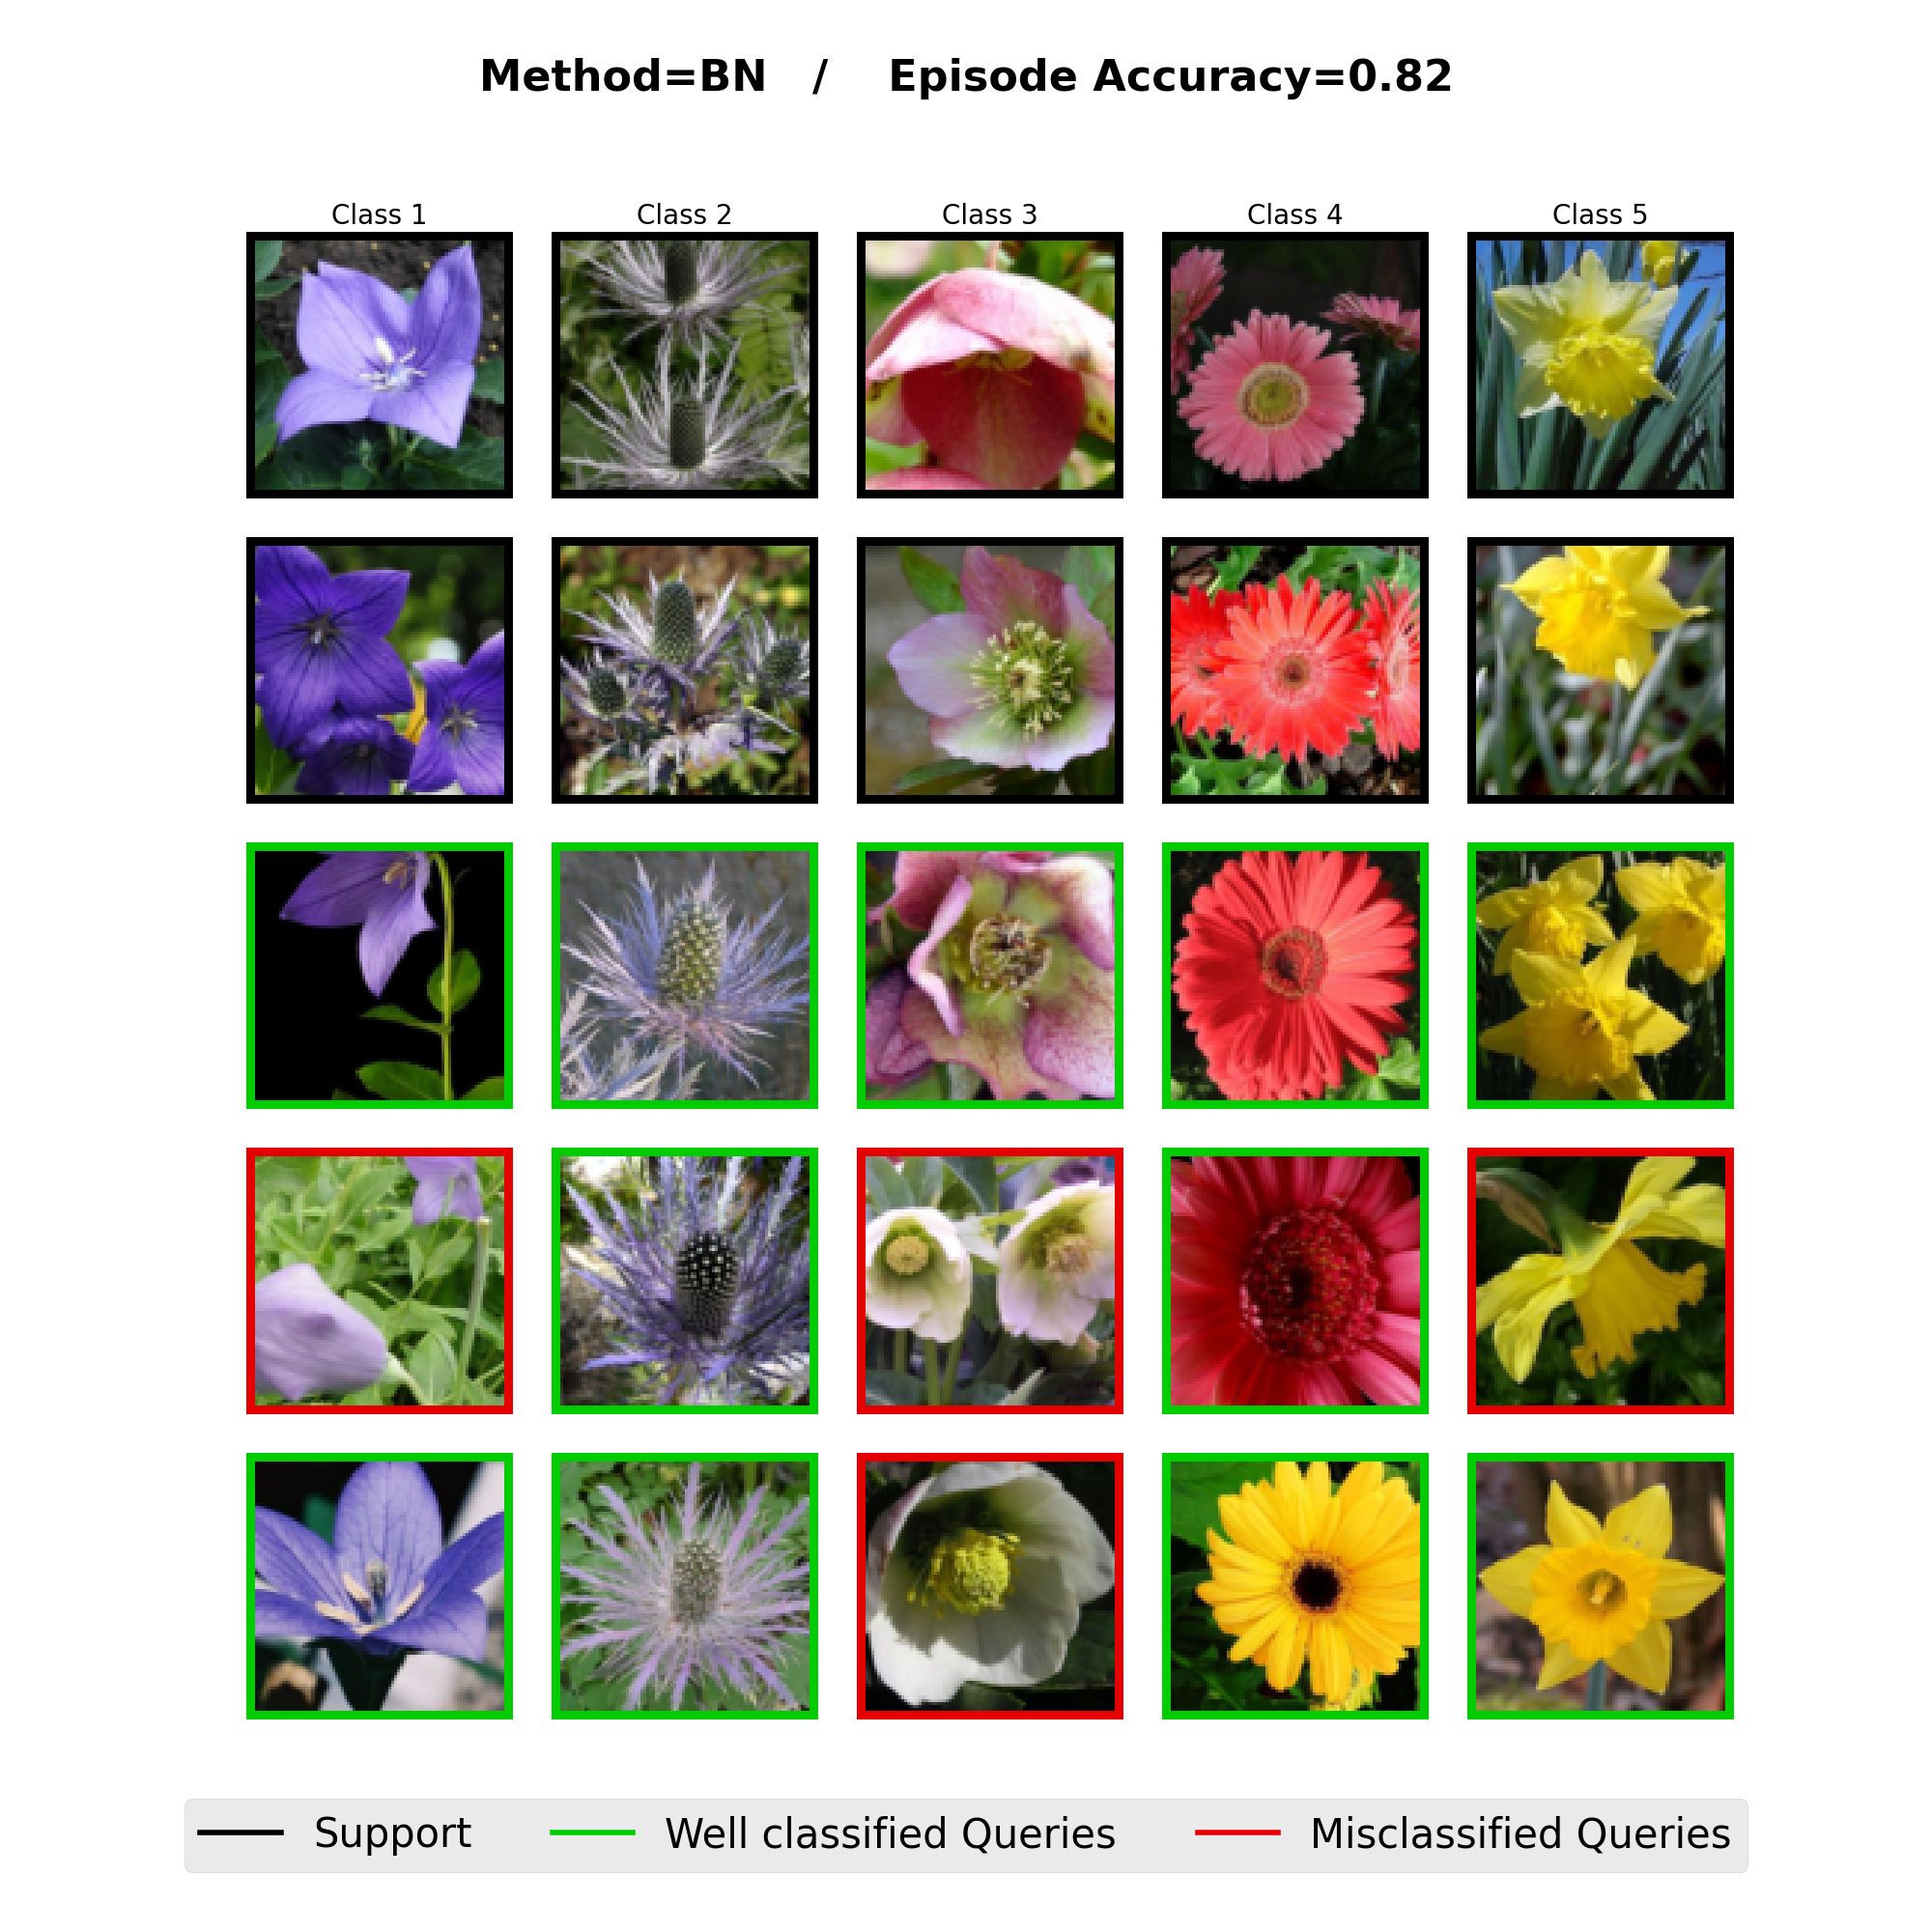 Method=BN / Episode Accuracy=0.82
Class 1 Class 2 Class 3 Class 4 Class 5
Support Well classified Queries Misclassified Queries